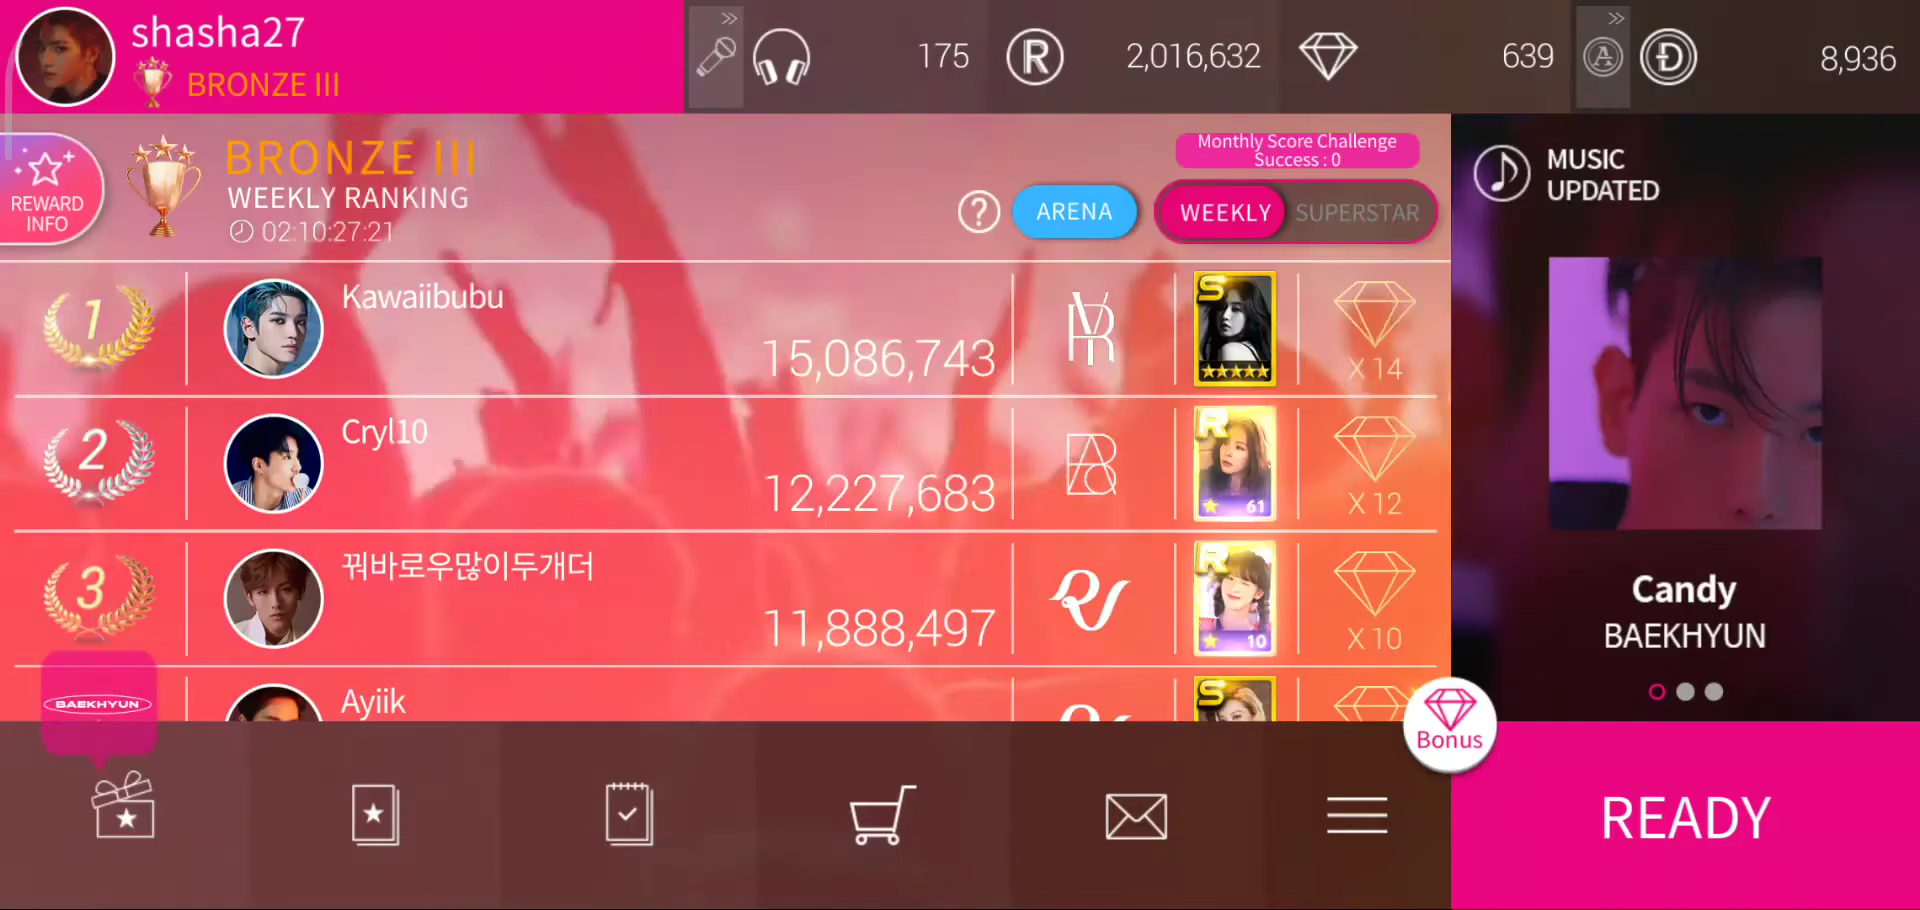 shasha27
BRONZE III
175
R
2,016,632
639
A
8,936
REWARD
INFO
BRONZE III
WEEKLY RANKING
02:10:27:21
?
ARENA
Monthly Score Challenge
Success : 0
WEEKLY
SUPERSTAR
MUSIC
UPDATED
1
Kawaiibubu
15,086,743
S
X 14
2
Cryl10
12,227,683
R
61
X 12
3
꿔바로우많이두개더
11,888,497
RV
R
10
X 10
Ayiik
S
Candy
BAEKHYUN
BAEKHYUN
Bonus
READY